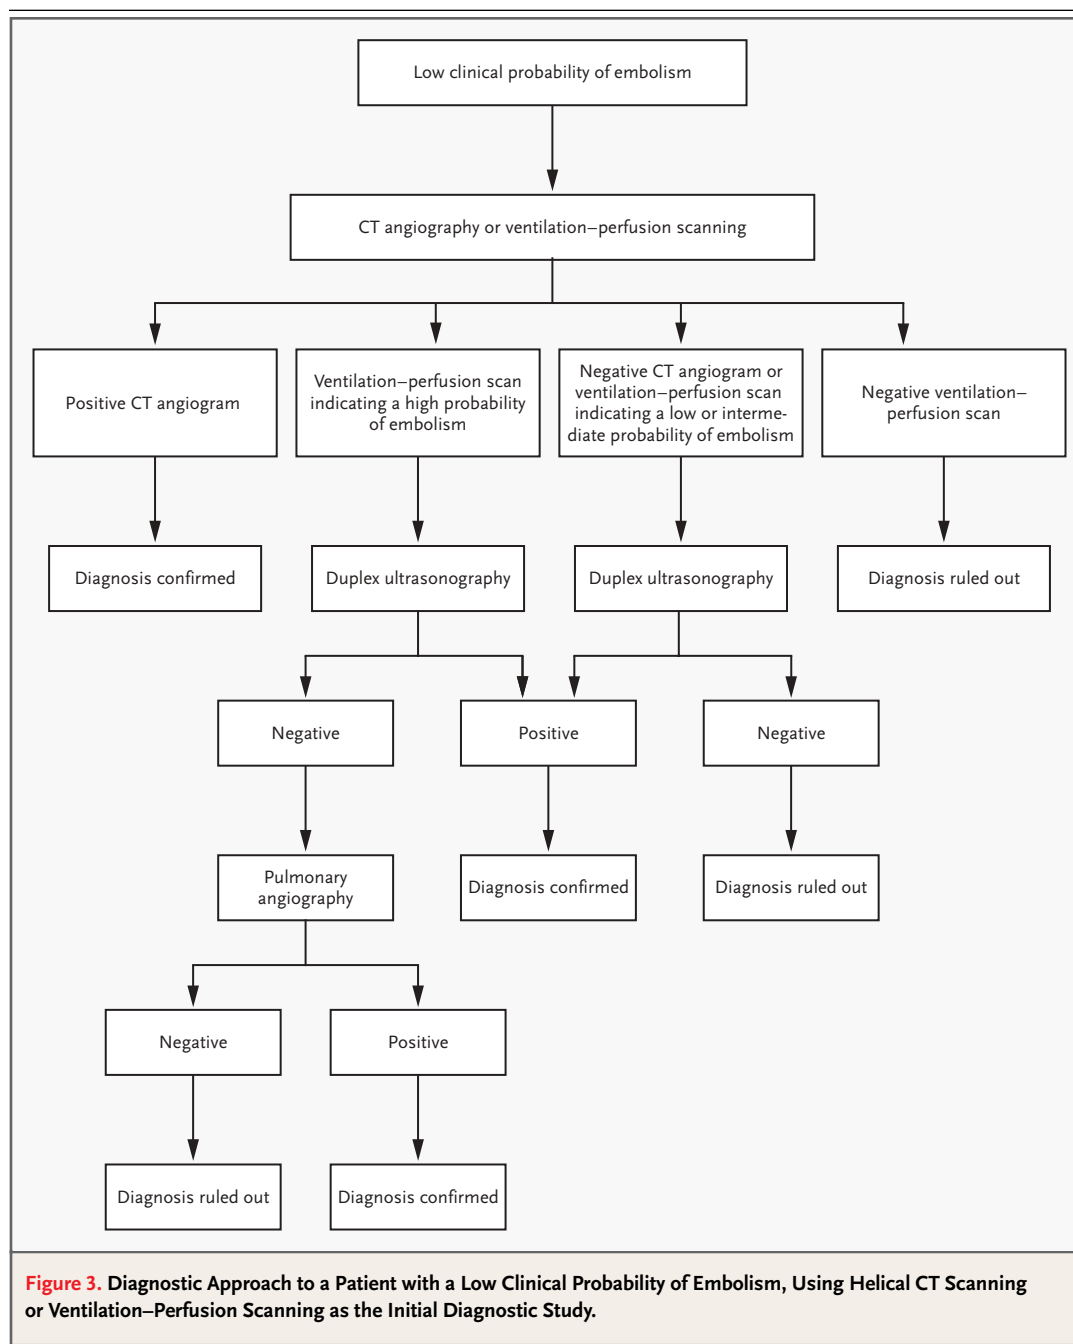 Low clinical probability of embolism
CT angiography or ventilation–perfusion scanning
Positive CT angiogram
Ventilation–perfusion scan
indicating a high probability
of embolism
Negative CT angiogram or
ventilation–perfusion scan
indicating a low or interme-
diate probability of embolism
Negative ventilation–
perfusion scan
Diagnosis confirmed
Duplex ultrasonography
Duplex ultrasonography
Diagnosis ruled out
Negative
Positive
Negative
Pulmonary
angiography
Diagnosis confirmed
Diagnosis ruled out
Negative
Positive
Diagnosis ruled out
Diagnosis confirmed
Figure 3. Diagnostic Approach to a Patient with a Low Clinical Probability of Embolism, Using Helical CT Scanning
or Ventilation–Perfusion Scanning as the Initial Diagnostic Study.